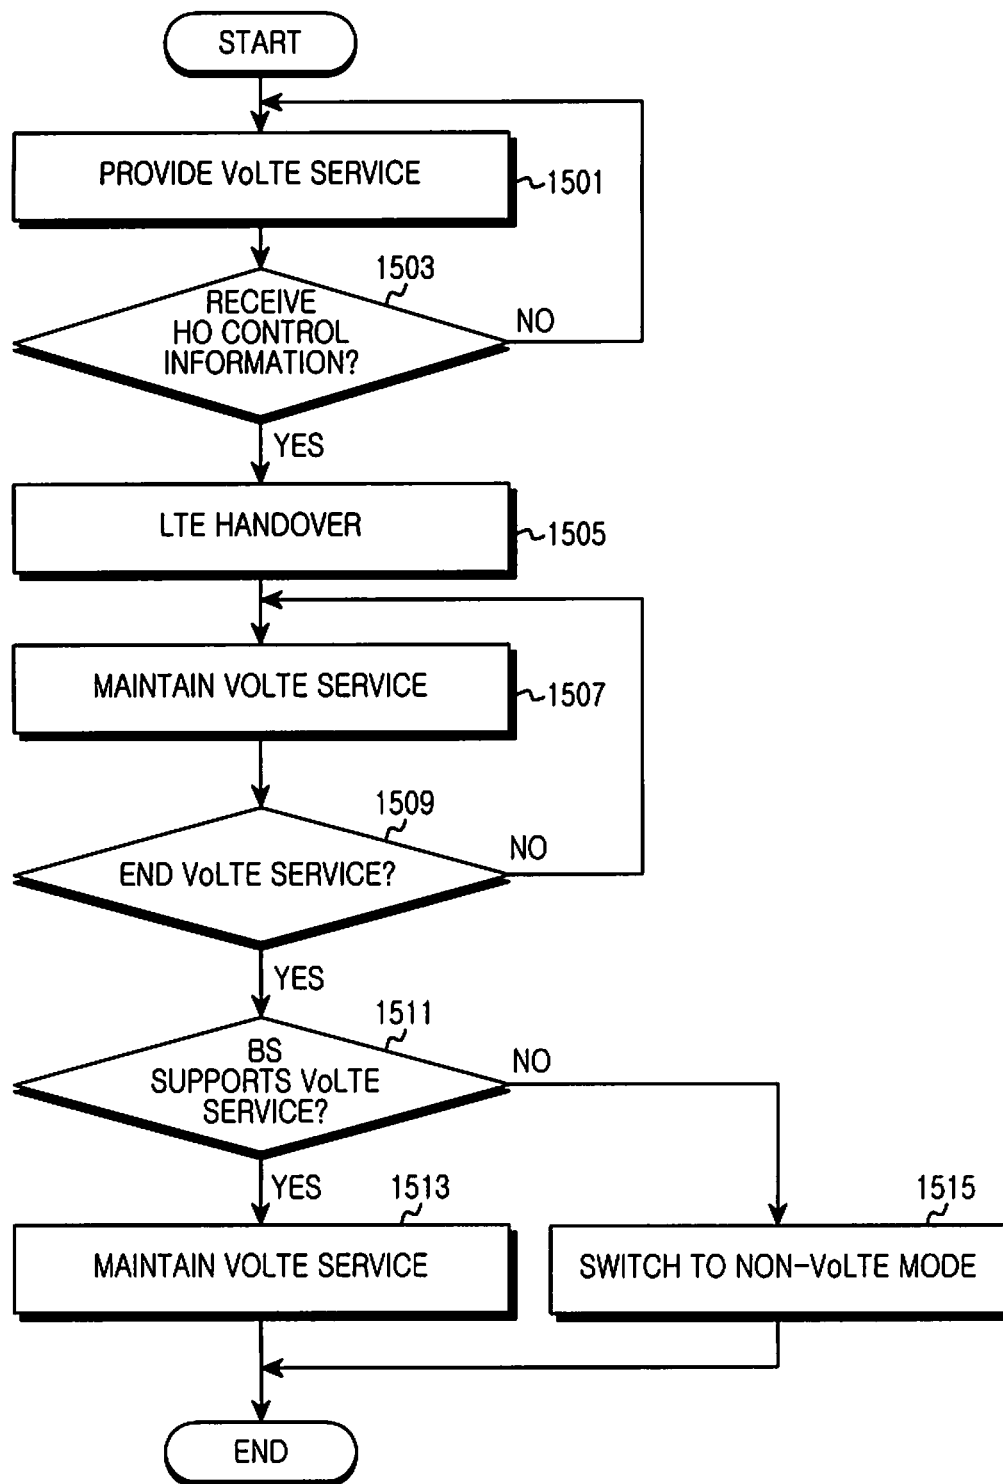 START
PROVIDE VoLTE SERVICE
1501
1503
RECEIVE
HO CONTROL
INFORMATION?
NO
YES
LTE HANDOVER
1505
MAINTAIN VOLTE SERVICE
1507
1509
END VoLTE SERVICE?
NO
YES
1511
BS
SUPPORTS VoLTE
SERVICE?
NO
YES
1513
1515
MAINTAIN VOLTE SERVICE
SWITCH TO NON-VoLTE MODE
END